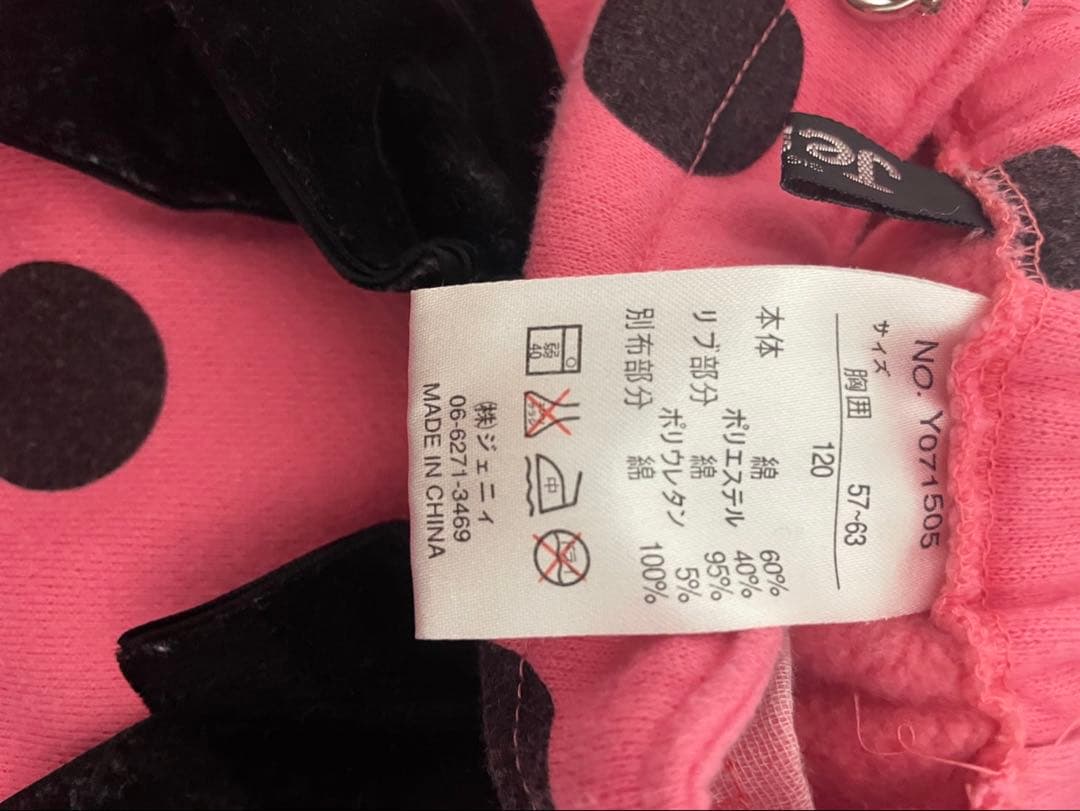 Je
NO. Y071505
サイズ
胸囲 57~63
120
本体 綿 60%
ポリエステル 40%
リブ部分 綿 95%
ポリウレタン 5%
別布部分 綿 100%
弱
40
中
㈱ジェニィ
06-6271-3469
MADE IN CHINA